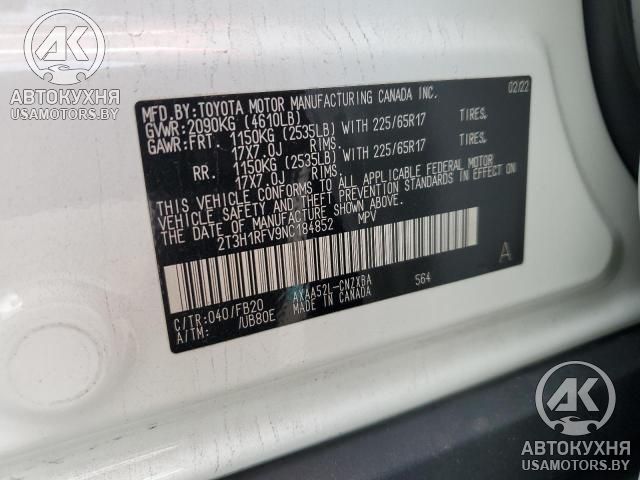 AK
АВТОКУХНЯ
USAMOTORS.BY
MFD.BY:TOYOTA MOTOR MANUFACTURING CANADA INC. 02/22
GVWR:2090KG (4610LB)
GAWR:FRT. 1150KG (2535LB) WITH 225/65R17 TIRES.
17X7.0J RIMS.
RR. 1150KG (2535LB) WITH 225/65R17 TIRES.
17X7.0J RIMS.
THIS VEHICLE CONFORMS TO ALL APPLICABLE FEDERAL MOTOR
VEHICLE SAFETY AND THEFT PREVENTION STANDARDS IN EFFECT ON
THE DATE OF MANUFACTURE SHOWN ABOVE.
2T3H1RFV9NC184852 MPV
A
C/TR:040/FB20 AXAA52L-CNZXBA 564
A/TM: /UB80E MADE IN CANADA
AK
АВТОКУХНЯ
USAMOTORS.BY